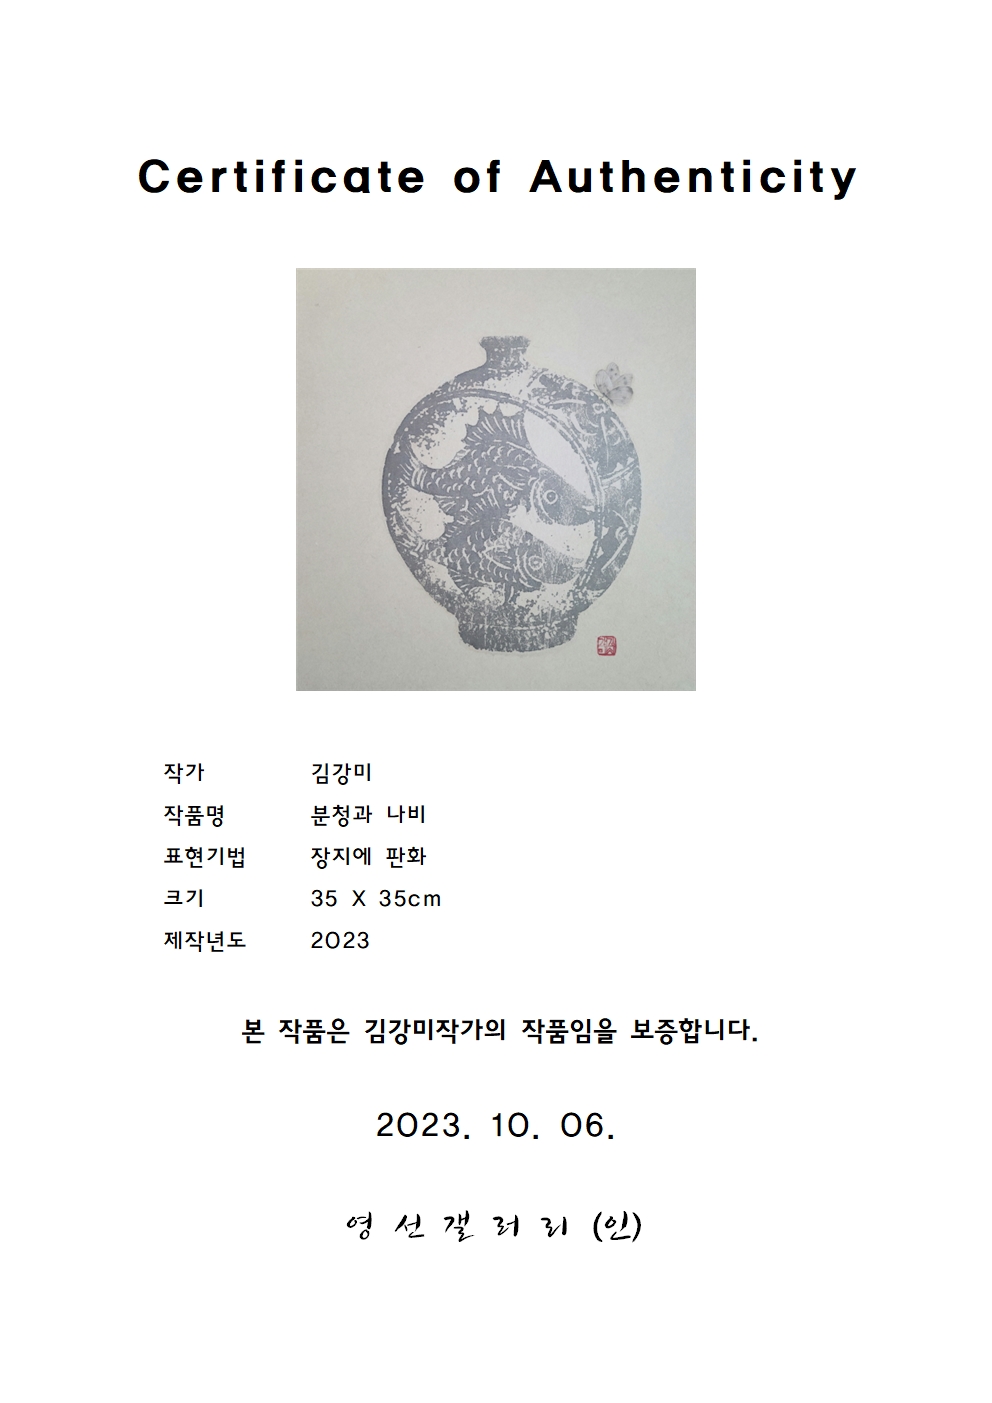 Certificate of Authenticity
작가 김강미
작품명 분청과 나비
표현기법 장지에 판화
크기 35 X 35cm
제작년도 2023
본 작품은 김강미작가의 작품임을 보증합니다.
2023. 10. 06.
영 선 갤 러 리 (인)